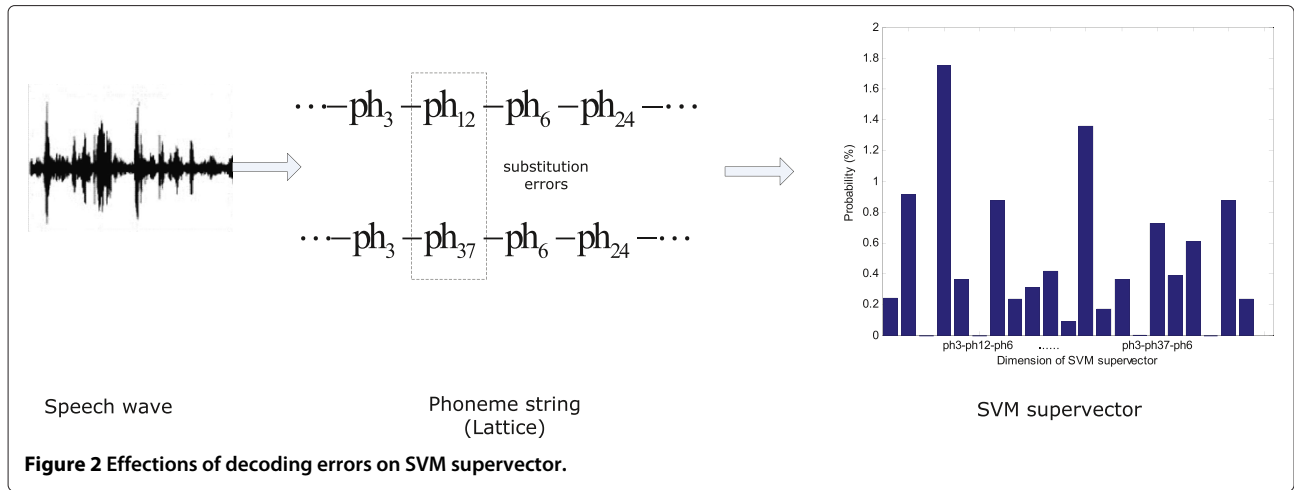 ···–ph3–ph12–ph6–ph24–···
substitution
errors
···–ph3–ph37–ph6–ph24–···
2
1.8
1.6
1.4
1.2
1
0.8
0.6
0.4
0.2
0
Probability (%)
ph3-ph12-ph6 ...... ph3-ph37-ph6
Dimension of SVM supervector
Speech wave
Phoneme string
(Lattice)
SVM supervector
Figure 2 Effections of decoding errors on SVM supervector.